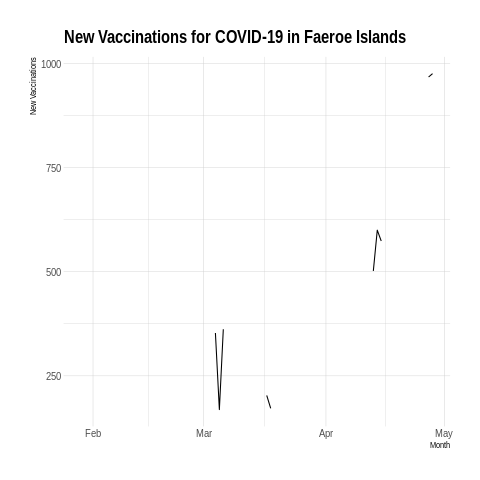 New Vaccinations for COVID-19 in Faeroe Islands
New Vaccinations
1000
750
500
250
Feb Mar Apr May
Month